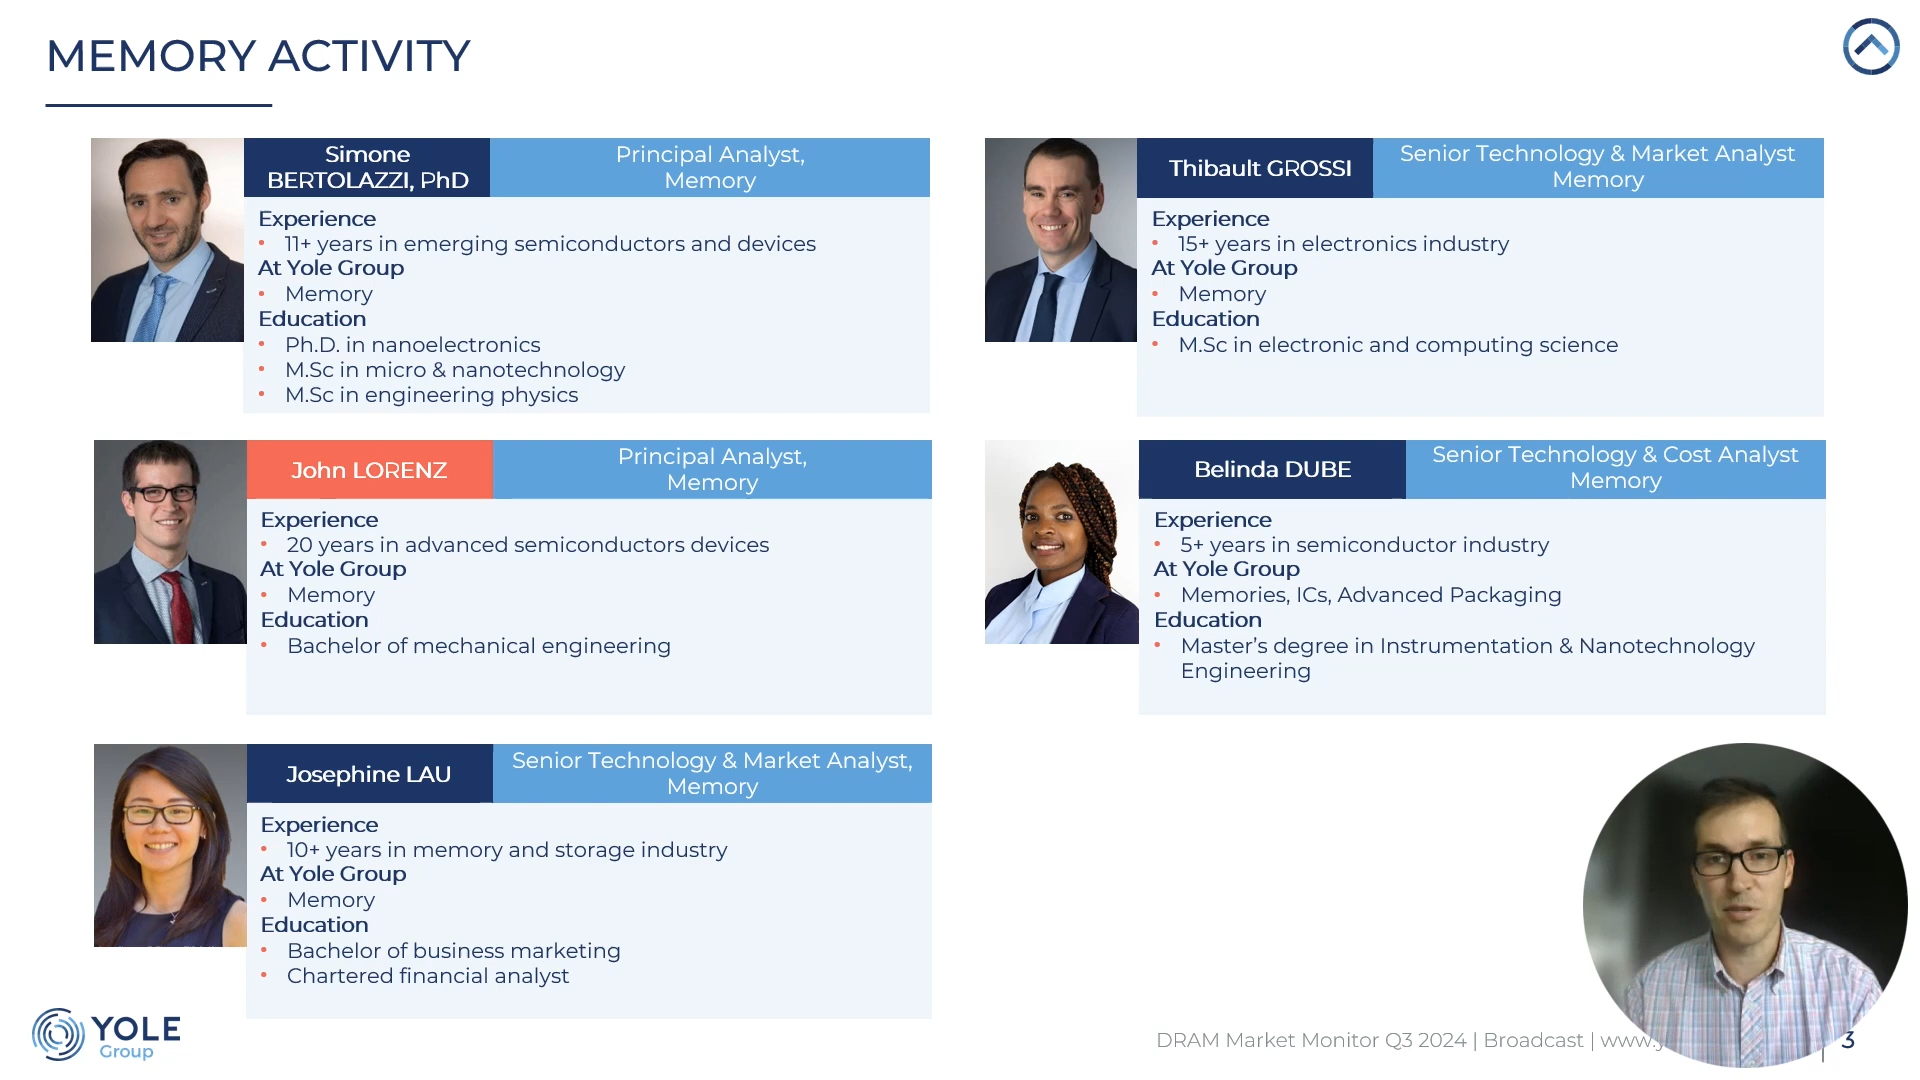 MEMORY ACTIVITY
Simone
BERTOLAZZI, PhD
Principal Analyst,
Memory
Experience
• 11+ years in emerging semiconductors and devices
At Yole Group
• Memory
Education
• Ph.D. in nanoelectronics
• M.Sc in micro & nanotechnology
• M.Sc in engineering physics
Thibault GROSSI
Senior Technology & Market Analyst
Memory
Experience
• 15+ years in electronics industry
At Yole Group
• Memory
Education
• M.Sc in electronic and computing science
John LORENZ
Principal Analyst,
Memory
Experience
• 20 years in advanced semiconductors devices
At Yole Group
• Memory
Education
• Bachelor of mechanical engineering
Belinda DUBE
Senior Technology & Cost Analyst
Memory
Experience
• 5+ years in semiconductor industry
At Yole Group
• Memories, ICs, Advanced Packaging
Education
• Master’s degree in Instrumentation & Nanotechnology
Engineering
Josephine LAU
Senior Technology & Market Analyst,
Memory
Experience
• 10+ years in memory and storage industry
At Yole Group
• Memory
Education
• Bachelor of business marketing
• Chartered financial analyst
YOLE
Group
DRAM Market Monitor Q3 2024 | Broadcast | www. | 3